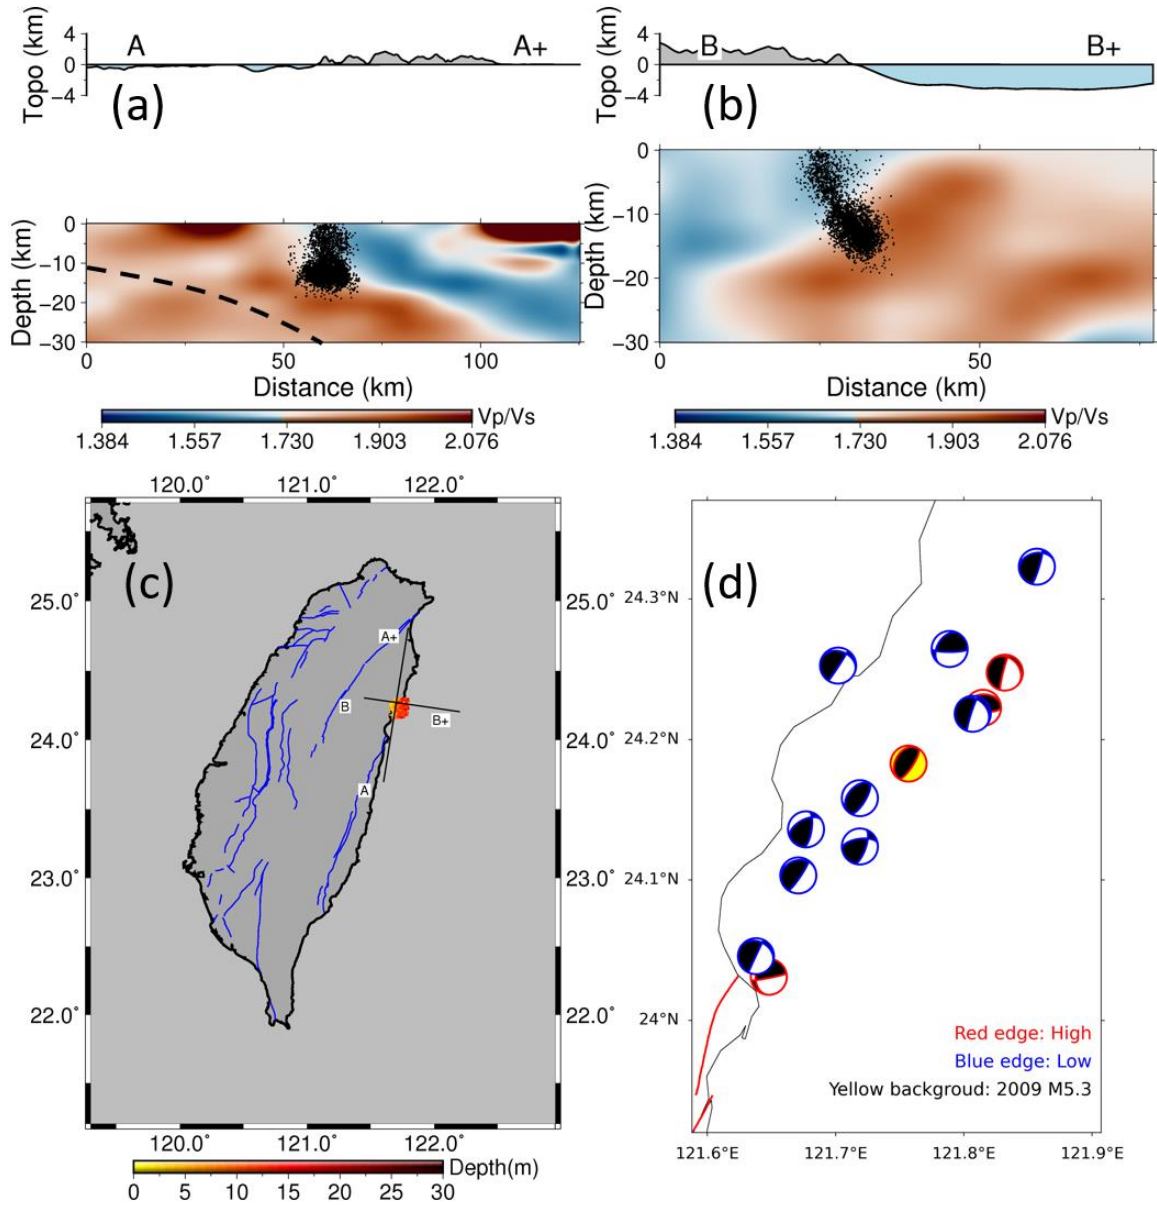 A
A+
Topo (km)
4
0
−4
(a)
B
B+
Topo (km)
4
0
−4
(b)
Depth (km)
0
−10
−20
−30
0
50
100
Distance (km)
Depth (km)
0
−10
−20
−30
0
50
Distance (km)
Vp/Vs
1.384
1.557
1.730
1.903
2.076
Vp/Vs
1.384
1.557
1.730
1.903
2.076
120.0˚
121.0˚
122.0˚
(c)
25.0˚
25.0˚
24.0˚
24.0˚
23.0˚
23.0˚
22.0˚
22.0˚
A+
B
B+
A
120.0˚
121.0˚
122.0˚
Depth(m)
0
5
10
15
20
25
30
(d)
24.3°N
24.2°N
24.1°N
24°N
Red edge: High
Blue edge: Low
Yellow backgroud: 2009 M5.3
121.6°E
121.7°E
121.8°E
121.9°E